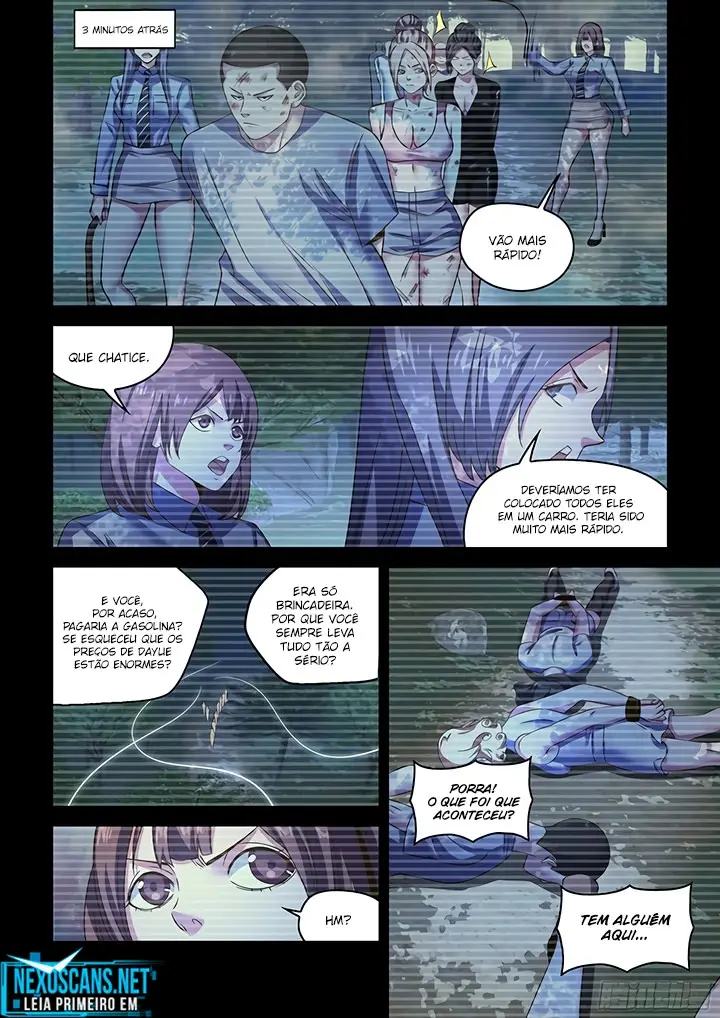 3 MINUTOS ATRÁS
VÃO MAIS
RÁPIDO!
QUE CHATICE.
DEVERÍAMOS TER
COLOCADO TODOS ELES
EM UM CARRO. TERIA SIDO
MUITO MAIS RÁPIDO.
E VOCÊ,
POR ACASO,
PAGARIA A GASOLINA?
SE ESQUECEU QUE OS
PREÇOS DE DAYUE
ESTÃO ENORMES?
ERA SÓ
BRINCADEIRA.
POR QUE VOCÊ
SEMPRE LEVA
TUDO TÃO A
SÉRIO?
HM?
PORRA!
O QUE FOI QUE
ACONTECEU?
TEM ALGUÉM
AQUI...
NEXOSCANS.NET
LEIA PRIMEIRO EM